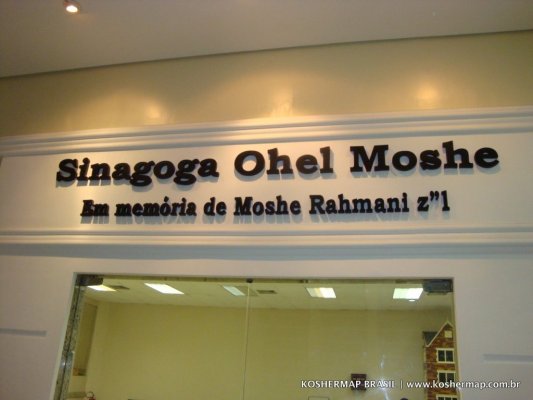 Sinagoga Ohel Moshe
Em memória de Moshe Rahmani z"l
KOSHERMAP BRASIL | www.koshermap.com.br